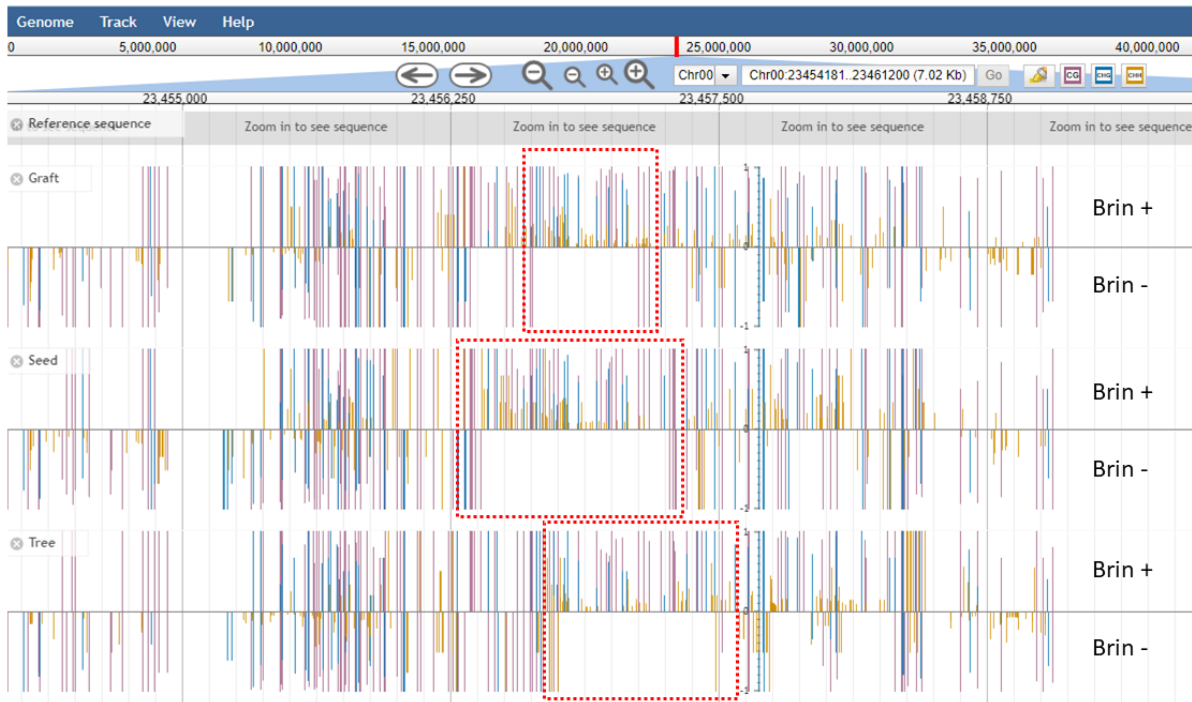 Genome Track View Help
0 5,000,000 10,000,000 15,000,000 20,000,000 25,000,000 30,000,000 35,000,000 40,000,000
Chr00 Chr00:23454181..23461200 (7.02 Kb) Go CG CHG CHH
23,455,000 23,456,250 23,457,500 23,458,750
Reference sequence Zoom in to see sequence Zoom in to see sequence Zoom in to see sequence Zoom in to see sequence
Graft 1
Brin +
0
Brin -
-1
Seed 1
Brin +
0
Brin -
-1
Tree 1
Brin +
0
Brin -
-1